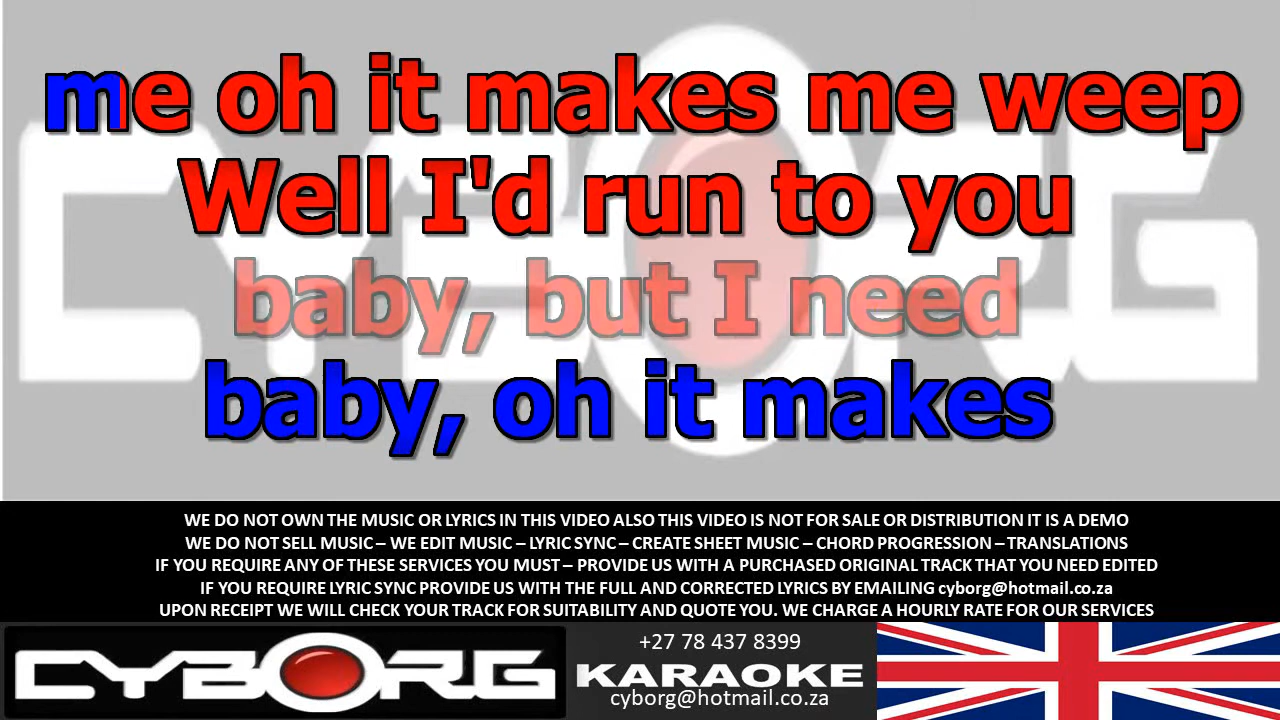 me oh it makes me weep
Well I'd run to you
baby, but I need
baby, oh it makes
WE DO NOT OWN THE MUSIC OR LYRICS IN THIS VIDEO ALSO THIS VIDEO IS NOT FOR SALE OR DISTRIBUTION IT IS A DEMO
WE DO NOT SELL MUSIC – WE EDIT MUSIC – LYRIC SYNC – CREATE SHEET MUSIC – CHORD PROGRESSION – TRANSLATIONS
IF YOU REQUIRE ANY OF THESE SERVICES YOU MUST – PROVIDE US WITH A PURCHASED ORIGINAL TRACK THAT YOU NEED EDITED
IF YOU REQUIRE LYRIC SYNC PROVIDE US WITH THE FULL AND CORRECTED LYRICS BY EMAILING cyborg@hotmail.co.za
UPON RECEIPT WE WILL CHECK YOUR TRACK FOR SUITABILITY AND QUOTE YOU. WE CHARGE A HOURLY RATE FOR OUR SERVICES
CYBORG
+27 78 437 8399
KARAOKE
cyborg@hotmail.co.za
CYBORG